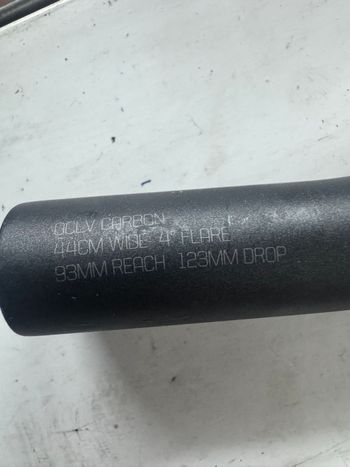 OCLV CARBON
44CM WIDE 4° FLARE
93MM REACH 123MM DROP